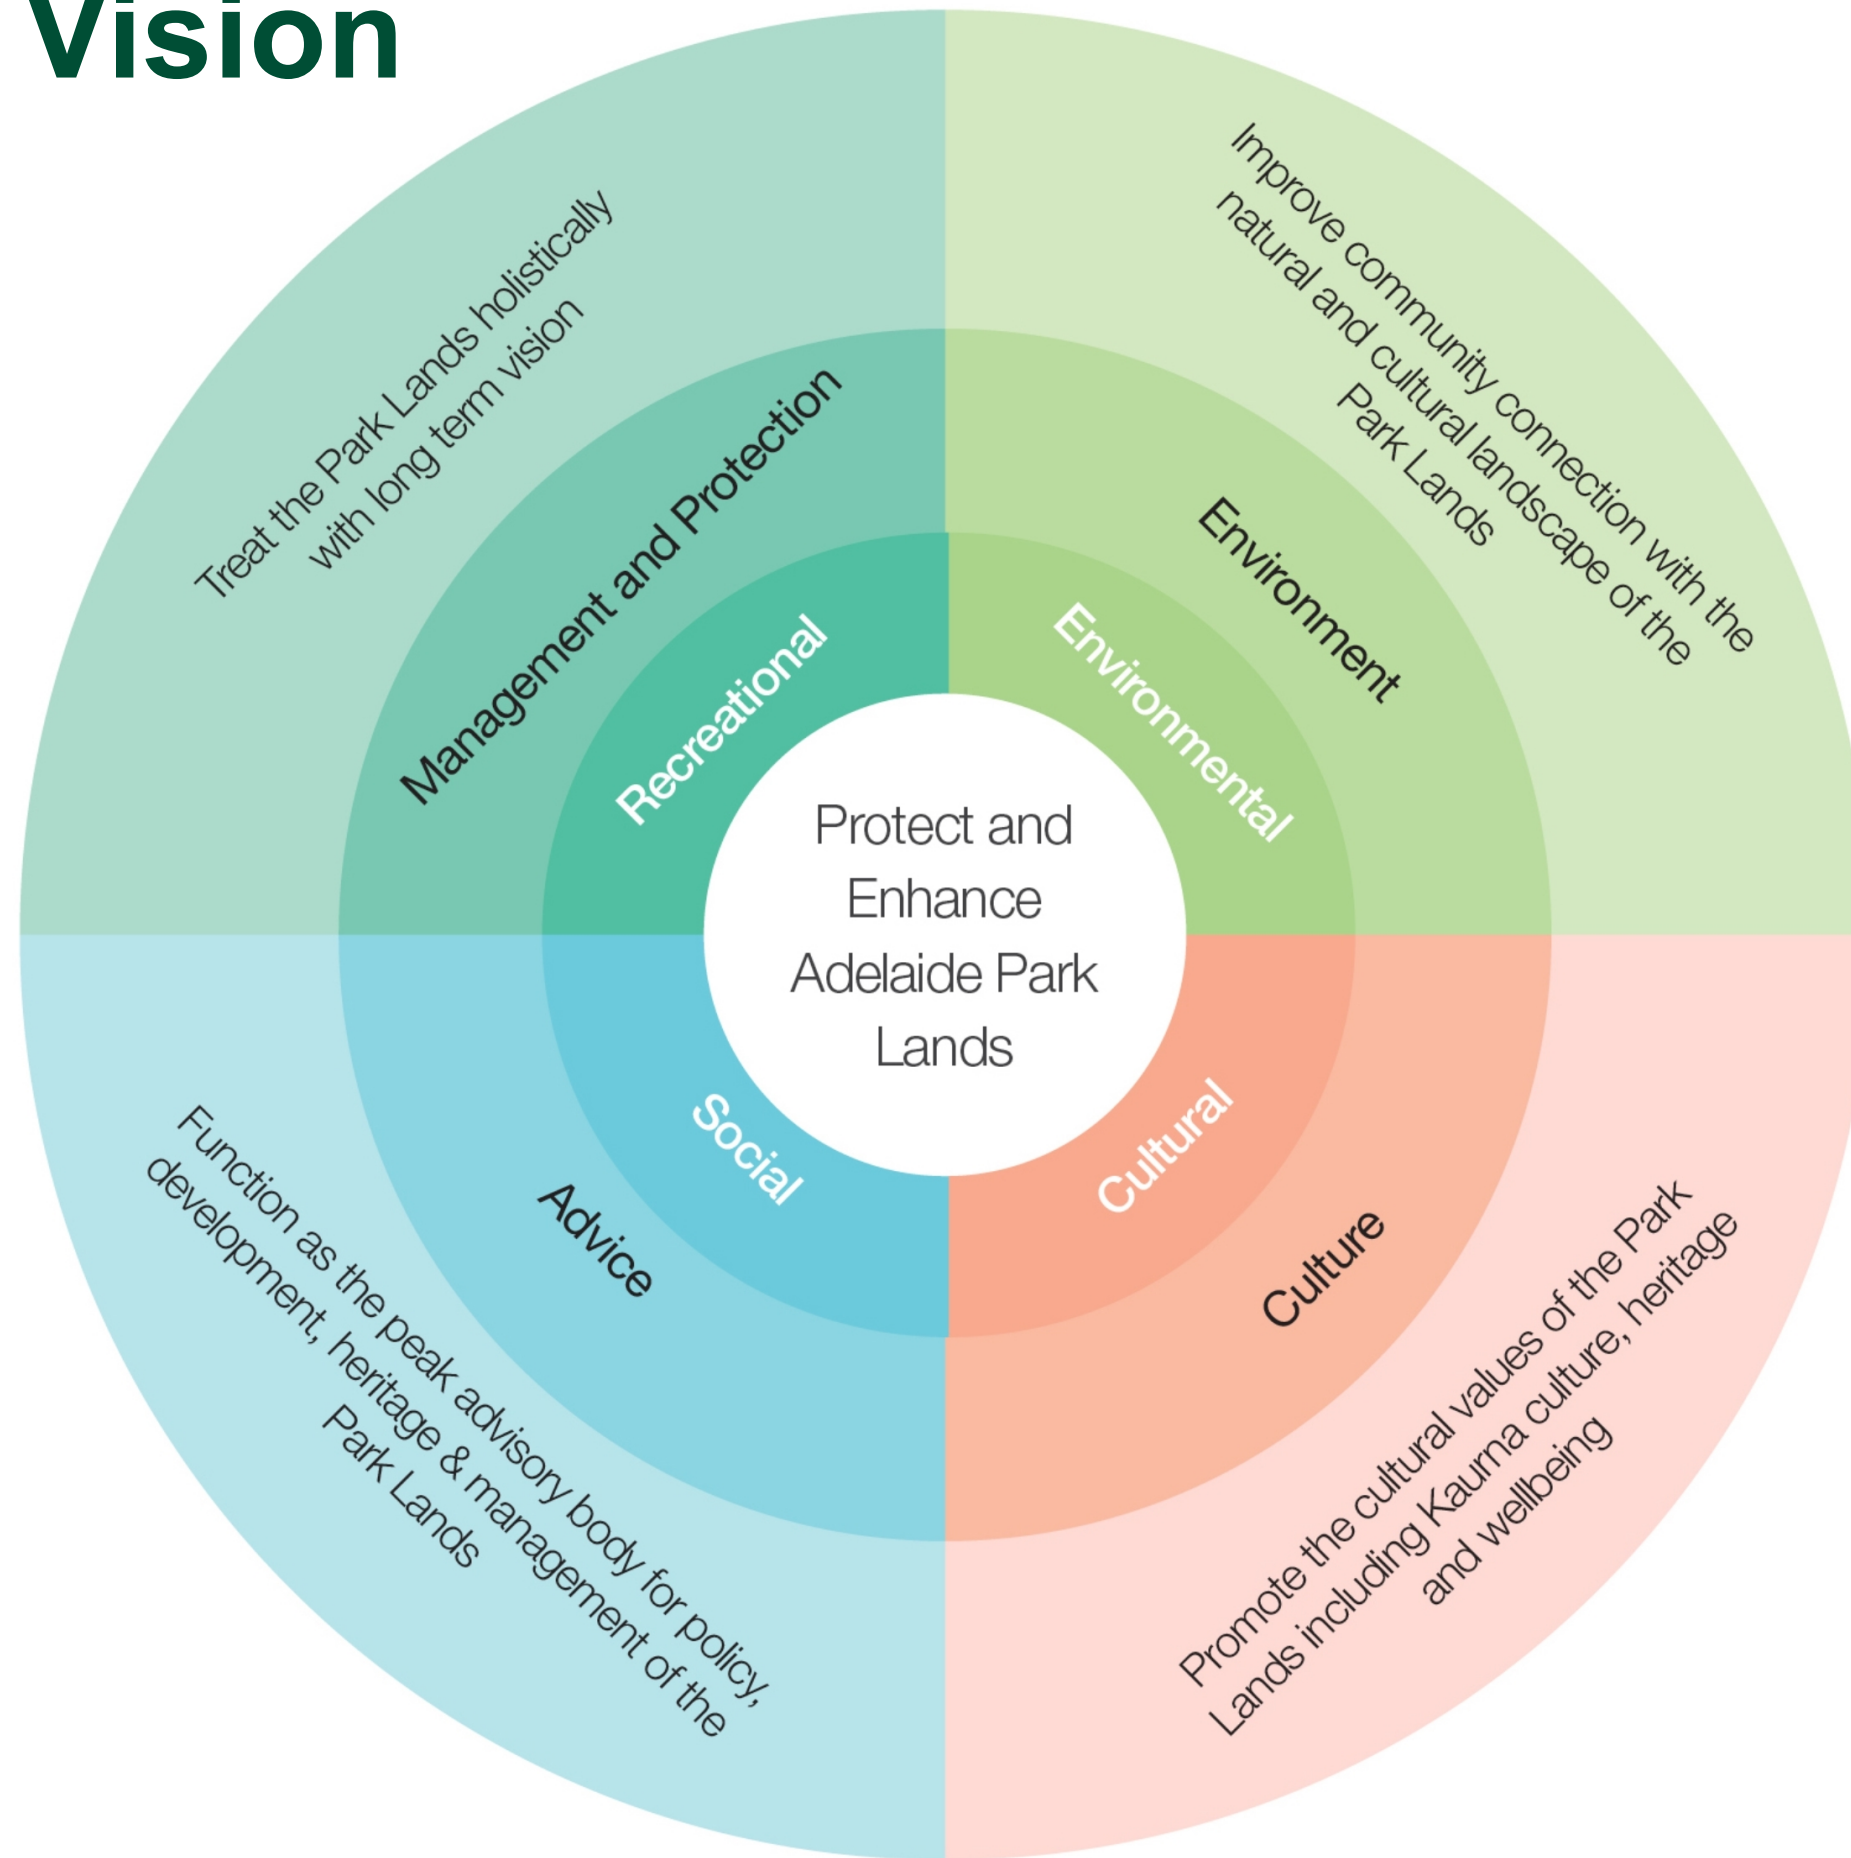 Vision
Treat the Park Lands holistically
with long term vision
Management and Protection
Recreational
Improve community connection with the
natural and cultural landscape of the
Park Lands
Environment
Environmental
Protect and
Enhance
Adelaide Park
Lands
Social
Advice
Function as the peak advisory body for policy,
development, heritage & management of the
Park Lands
Cultural
Culture
Promote the cultural values of the Park
Lands including Kaurna culture, heritage
and wellbeing